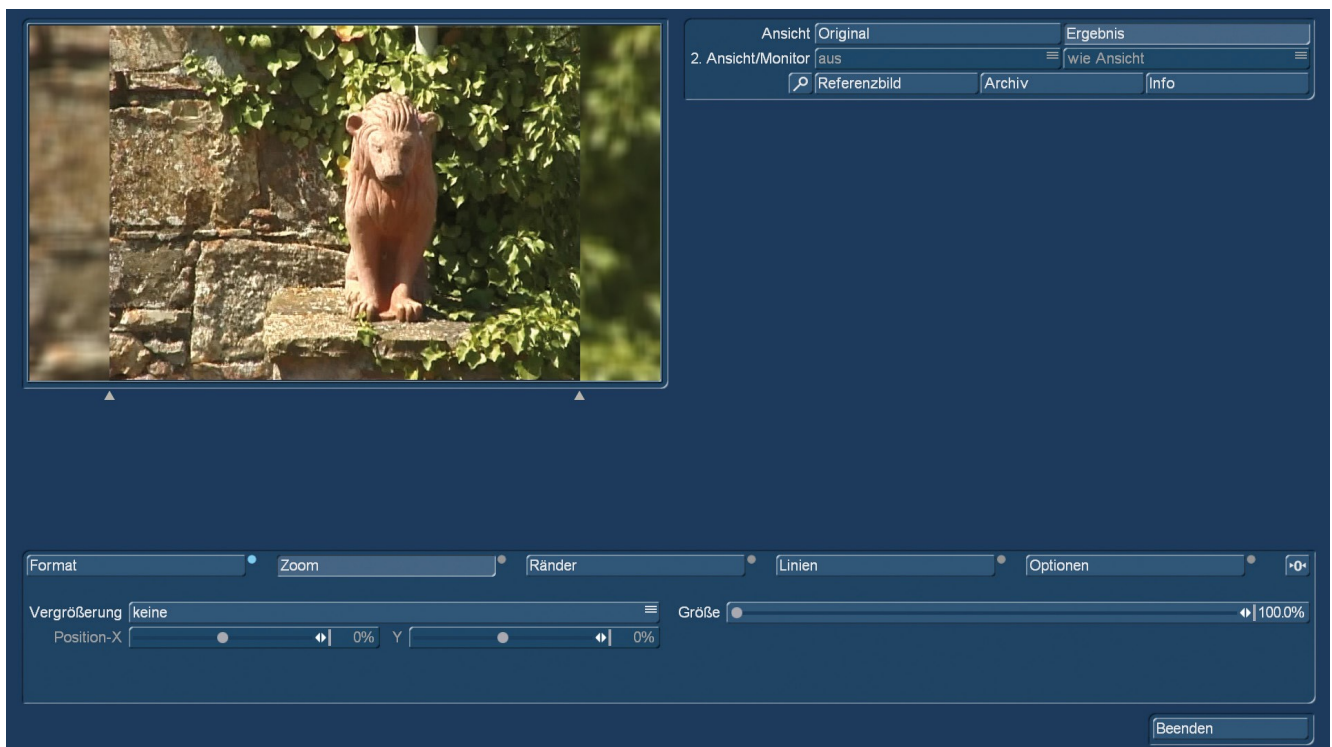 Ansicht Original Ergebnis
2. Ansicht/Monitor aus wie Ansicht
Referenzbild Archiv Info
Format Zoom Ränder Linien Optionen ▸0◂
Vergrößerung keine Größe 100.0%
Position-X 0% Y 0%
Beenden